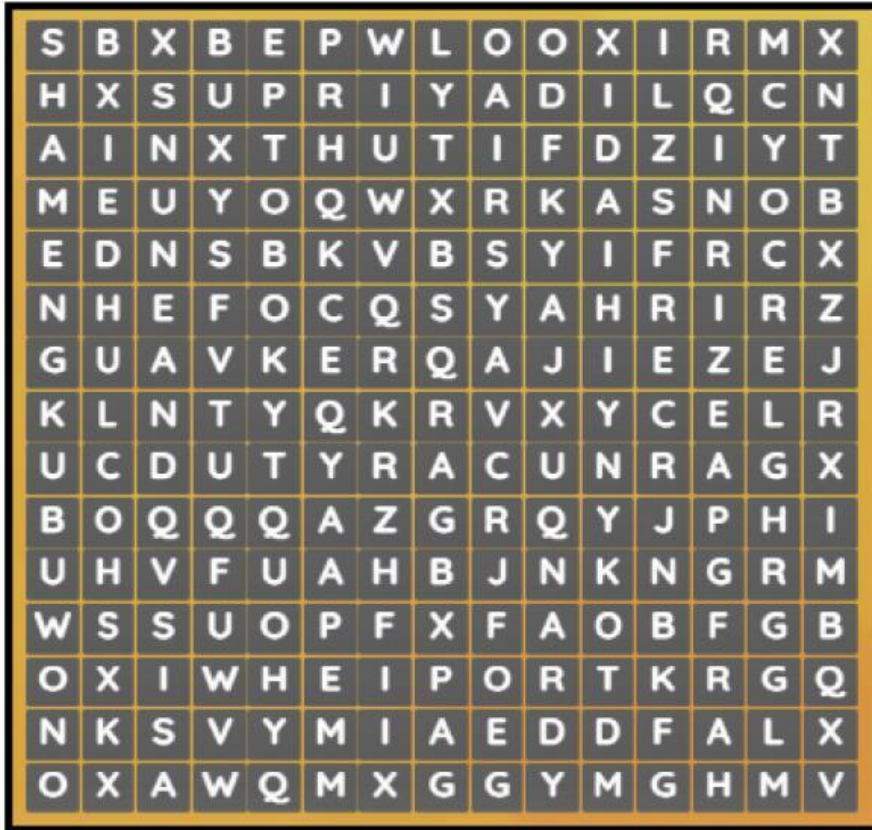 S B X B E P W L O O X I R M X
H X S U P R I Y A D I L Q C N
A I N X T H U T I F D Z I Y T
M E U Y O Q W X R K A S N O B
E D N S B K V B S Y I F R C X
N H E F O C Q S Y A H R I R Z
G U A V K E R Q A J I E Z E J
K L N T Y Q K R V X Y C E L R
U C D U T Y R A C U N R A G X
B O Q Q Q A Z G R Q Y J P H I
U H V F U A H B J N K N G R M
W S S U O P F X F A O B F G B
O X I W H E I P O R T K R G Q
N K S V Y M I A E D D F A L X
O X A W Q M X G G Y M G H M V